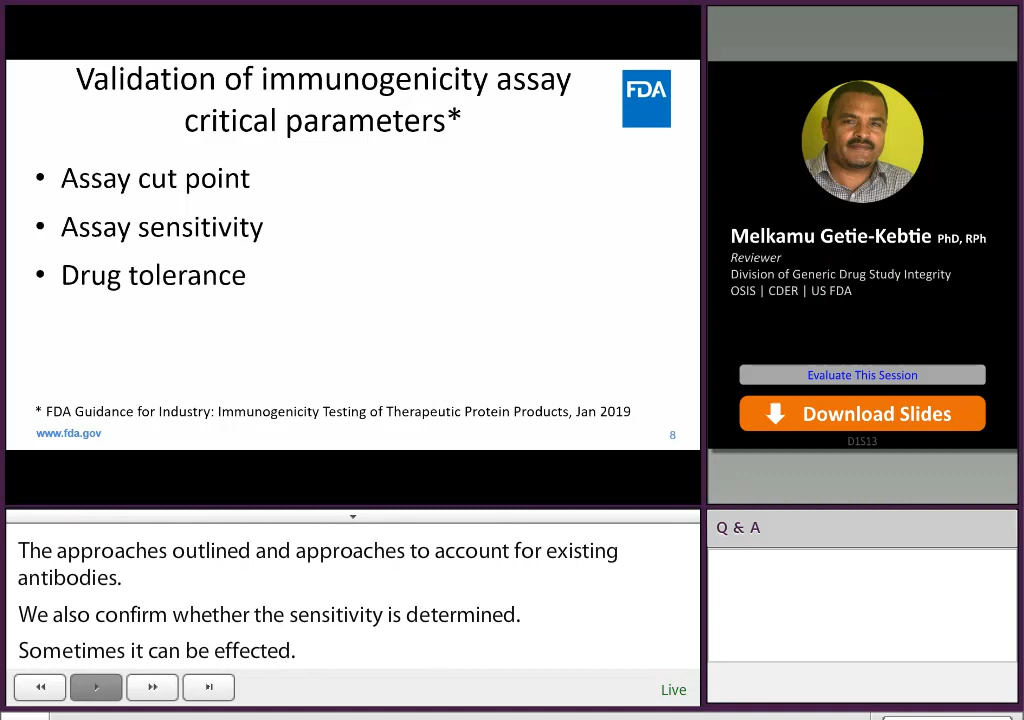 Validation of immunogenicity assay
critical parameters*
FDA
• Assay cut point
• Assay sensitivity
• Drug tolerance
* FDA Guidance for Industry: Immunogenicity Testing of Therapeutic Protein Products, Jan 2019
www.fda.gov
8
Melkamu Getie-Kebtie PhD, RPh
Reviewer
Division of Generic Drug Study Integrity
OSIS | CDER | US FDA
Evaluate This Session
Download Slides
D1S13
The approaches outlined and approaches to account for existing
antibodies.
We also confirm whether the sensitivity is determined.
Sometimes it can be effected.
Live
Q & A